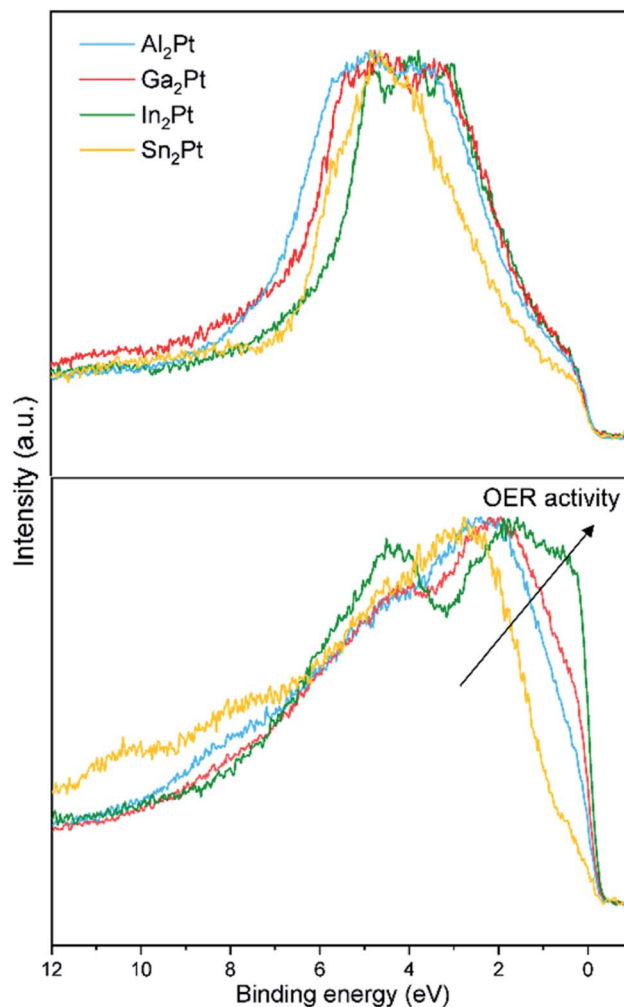 Al₂Pt
Ga₂Pt
In₂Pt
Sn₂Pt
Intensity (a.u.)
OER activity
12 10 8 6 4 2 0
Binding energy (eV)